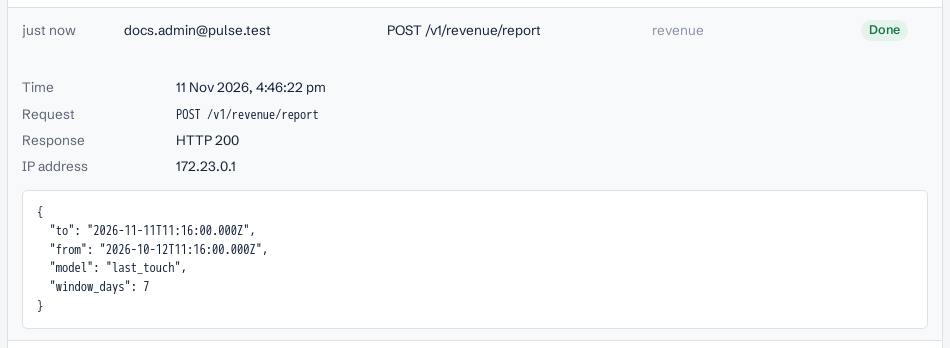 just now docs.admin@pulse.test POST /v1/revenue/report revenue Done
Time 11 Nov 2026, 4:46:22 pm
Request POST /v1/revenue/report
Response HTTP 200
IP address 172.23.0.1
{
  "to": "2026-11-11T11:16:00.000Z",
  "from": "2026-10-12T11:16:00.000Z",
  "model": "last_touch",
  "window_days": 7
}